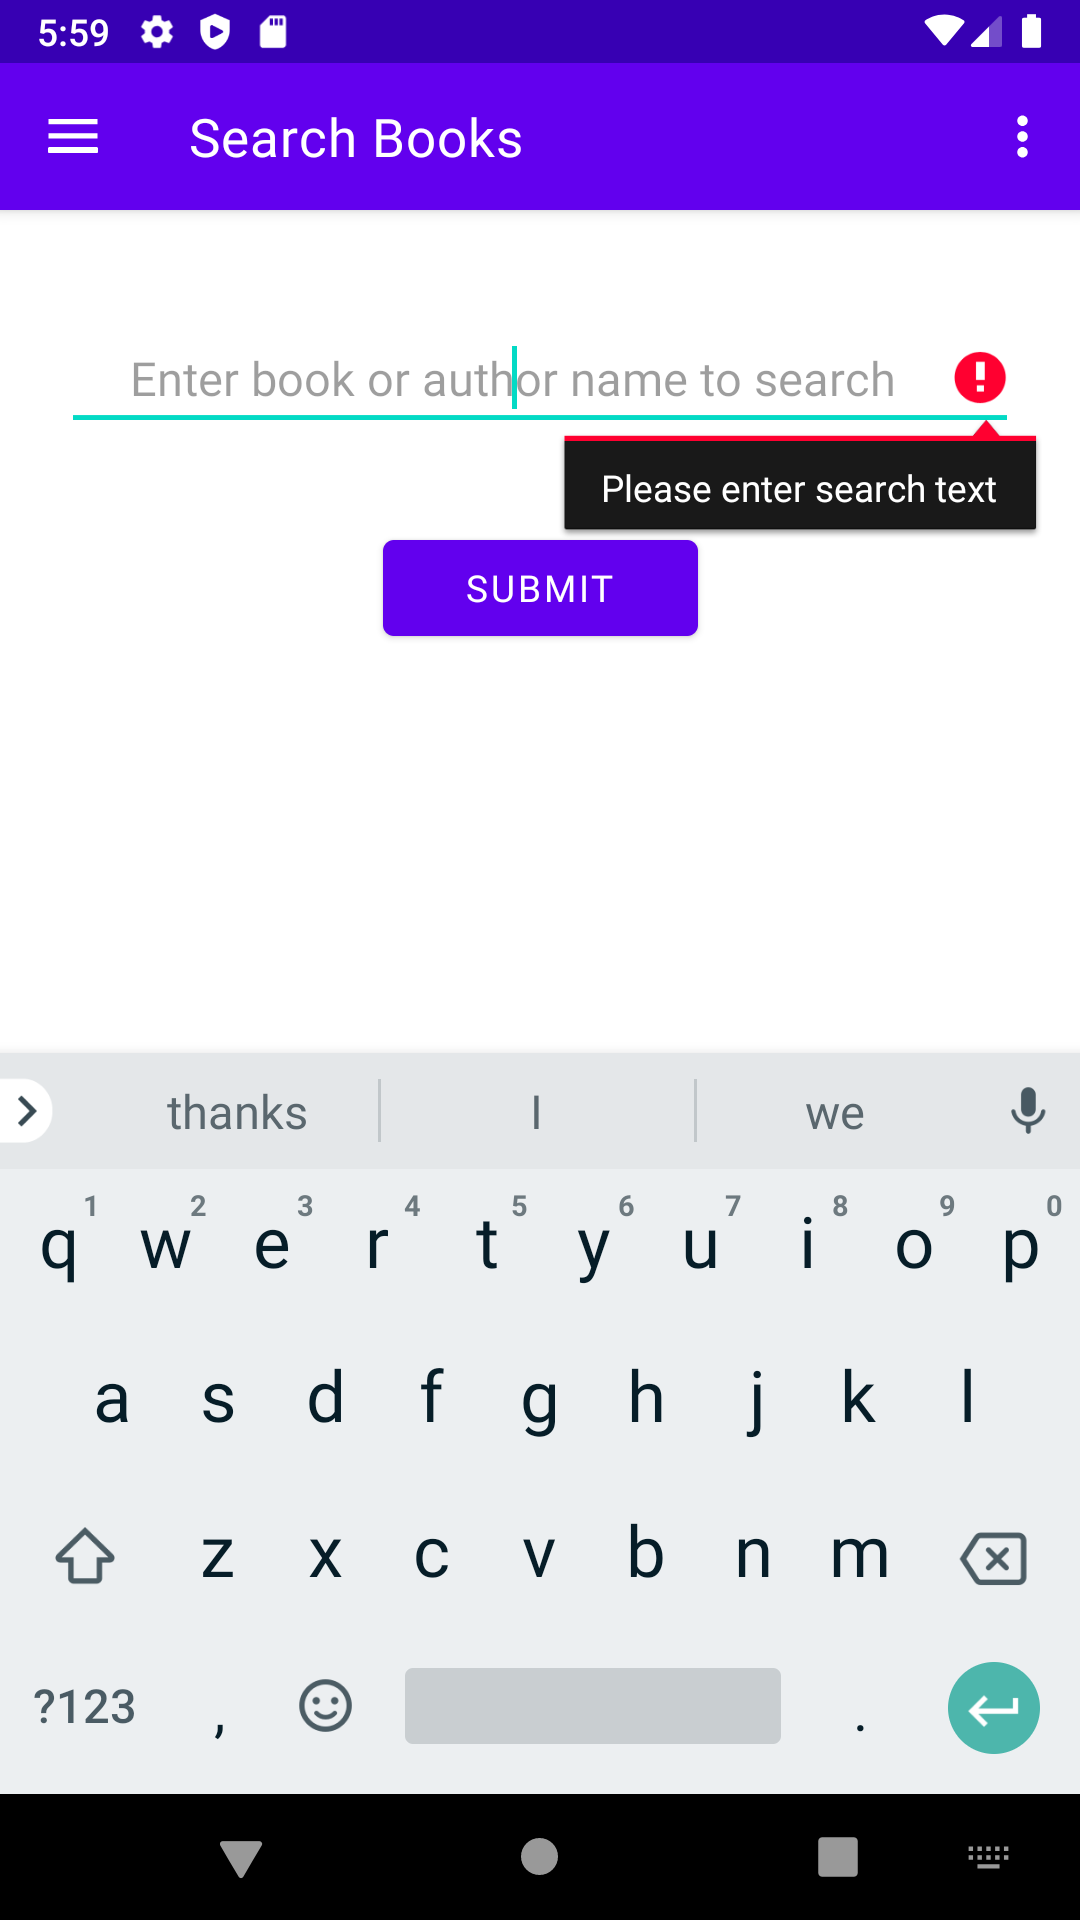 5:59
Search Books
Enter book or author name to search
Please enter search text
SUBMIT
thanks I we
1 2 3 4 5 6 7 8 9 0
q w e r t y u i o p
a s d f g h j k l
z x c v b n m
?123 , .